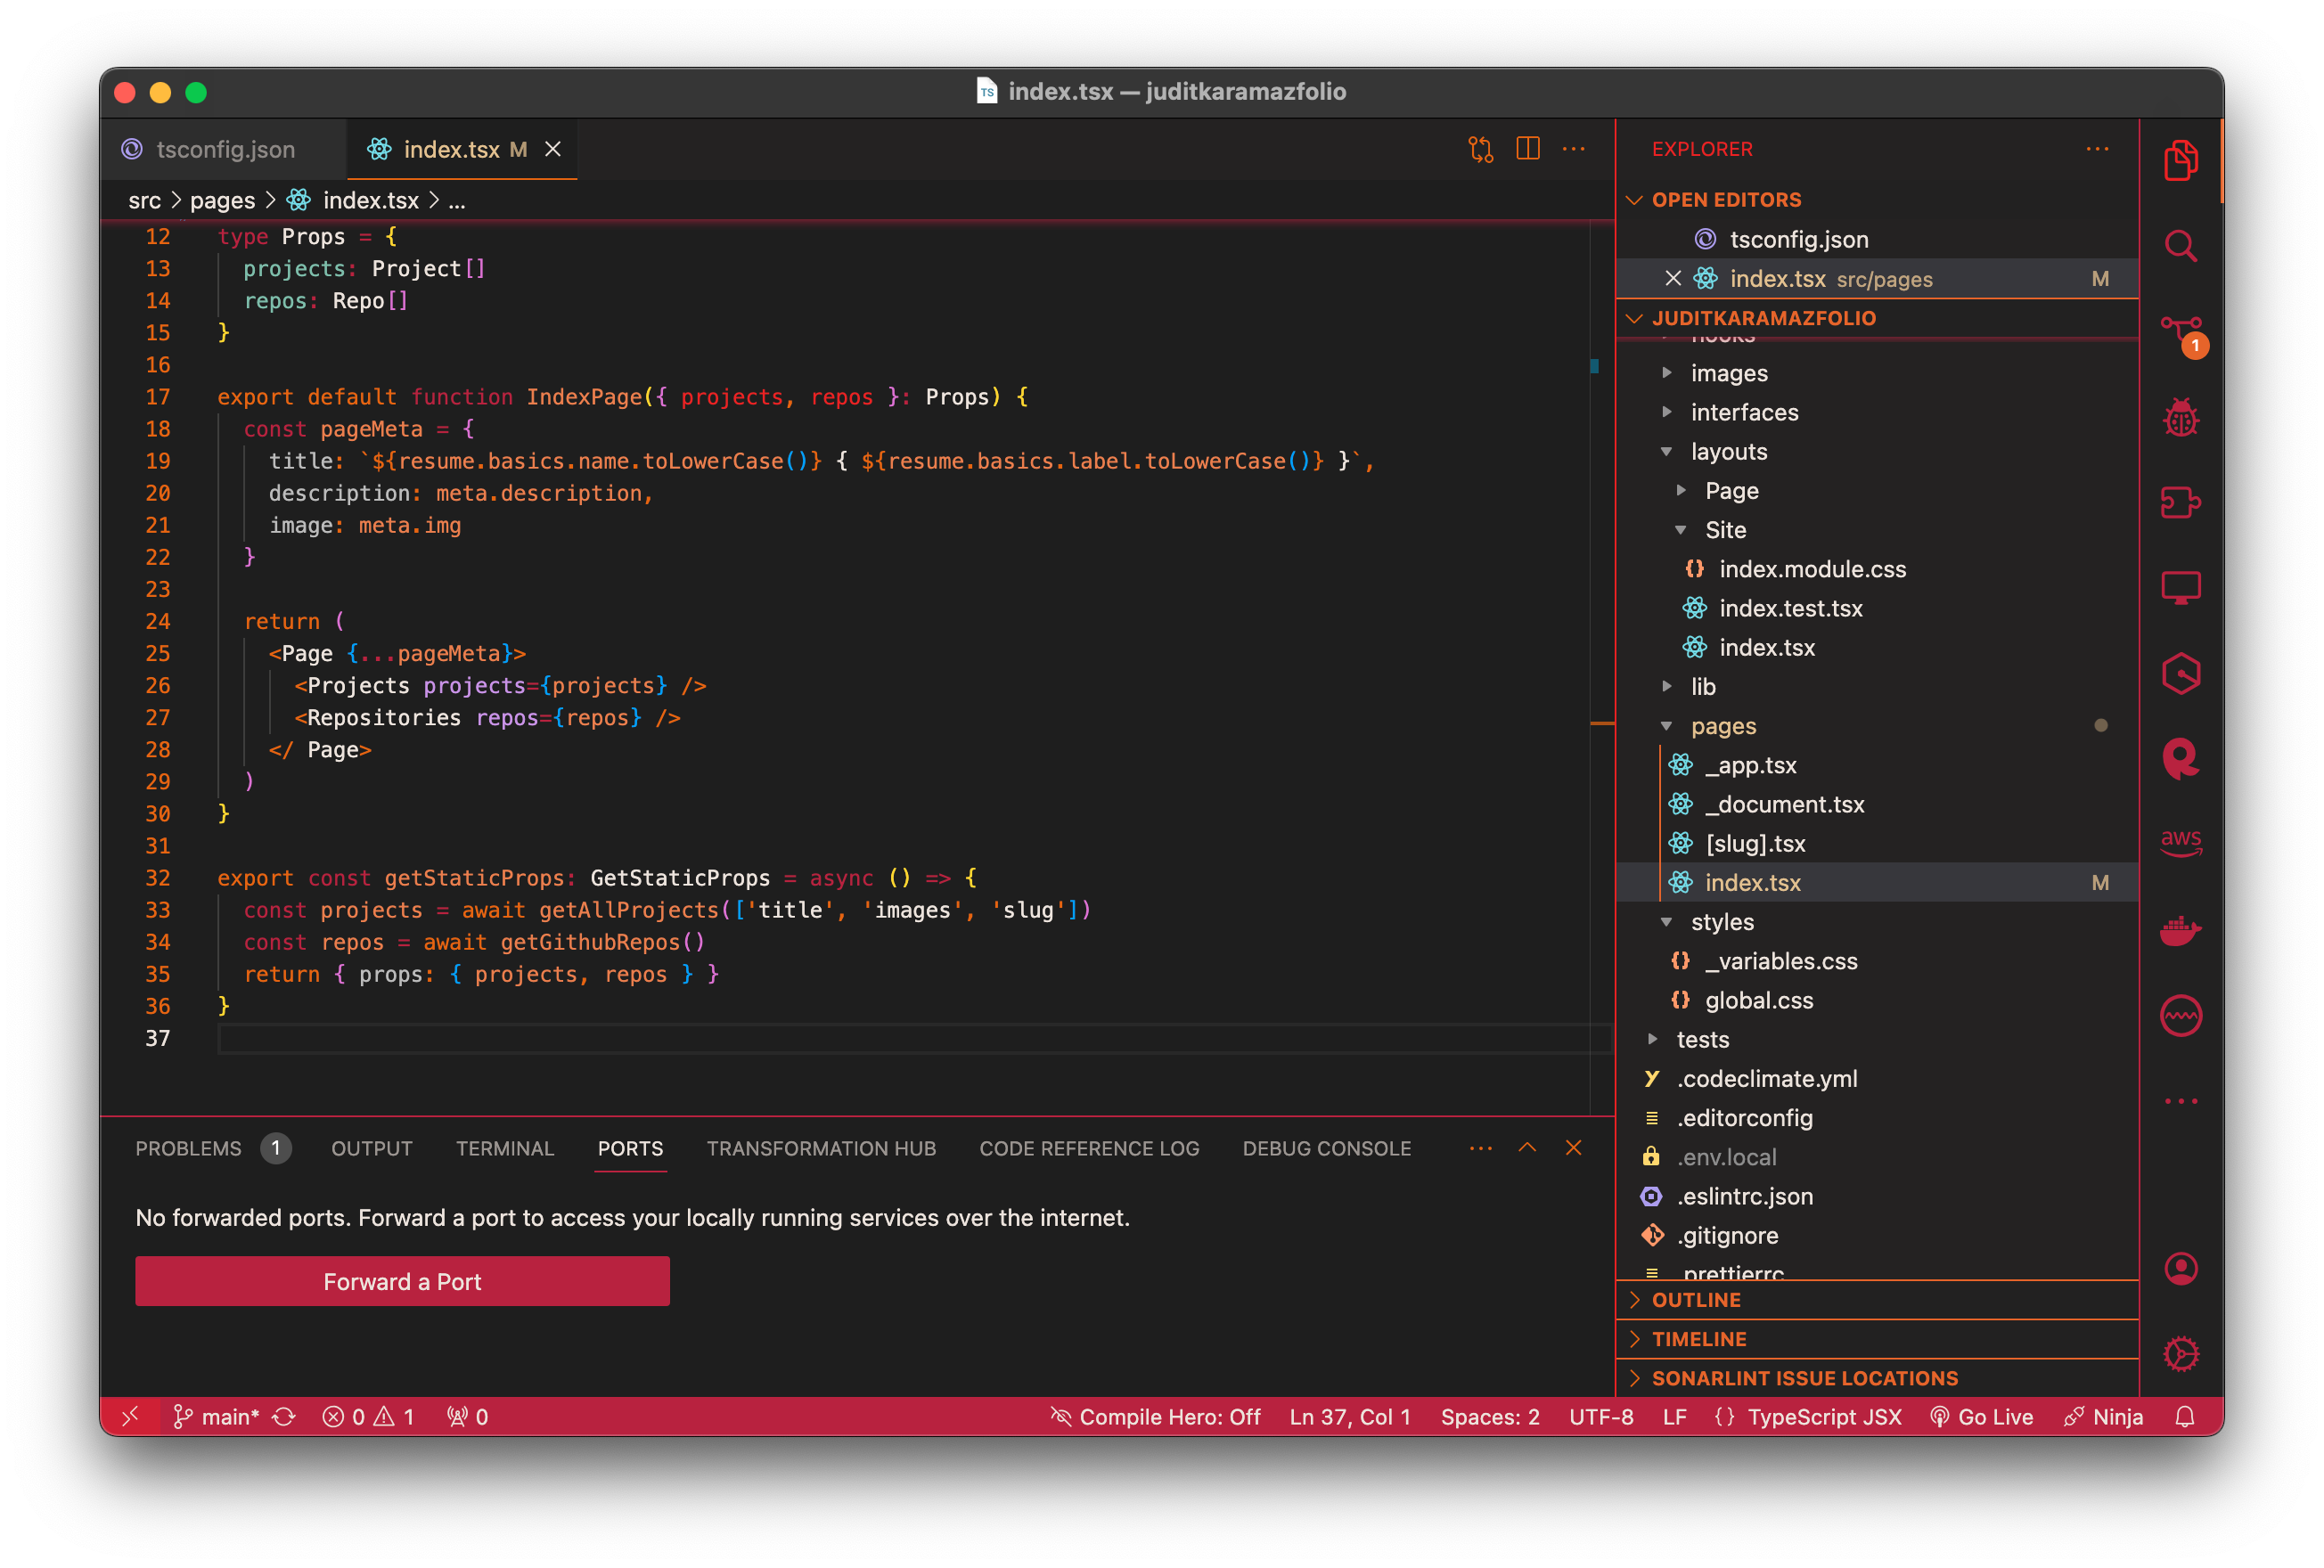 index.tsx — juditkaramazfolio
tsconfig.json
index.tsx M
src > pages > index.tsx > ...
12 type Props = {
13   projects: Project[]
14   repos: Repo[]
15 }
16
17 export default function IndexPage({ projects, repos }: Props) {
18   const pageMeta = {
19     title: `${resume.basics.name.toLowerCase()} { ${resume.basics.label.toLowerCase()} }`,
20     description: meta.description,
21     image: meta.img
22   }
23
24   return (
25     <Page {...pageMeta}>
26       <Projects projects={projects} />
27       <Repositories repos={repos} />
28     </ Page>
29   )
30 }
31
32 export const getStaticProps: GetStaticProps = async () => {
33   const projects = await getAllProjects(['title', 'images', 'slug'])
34   const repos = await getGithubRepos()
35   return { props: { projects, repos } }
36 }
37
PROBLEMS 1 OUTPUT TERMINAL PORTS TRANSFORMATION HUB CODE REFERENCE LOG DEBUG CONSOLE
No forwarded ports. Forward a port to access your locally running services over the internet.
Forward a Port
EXPLORER
OPEN EDITORS
tsconfig.json
index.tsx src/pages M
JUDITKARAMAZFOLIO
hooks
images
interfaces
layouts
Page
Site
index.module.css
index.test.tsx
index.tsx
lib
pages
_app.tsx
_document.tsx
[slug].tsx
index.tsx M
styles
_variables.css
global.css
tests
.codeclimate.yml
.editorconfig
.env.local
.eslintrc.json
.gitignore
.prettierrc
OUTLINE
TIMELINE
SONARLINT ISSUE LOCATIONS
1
aws
main* 0 1 0 Compile Hero: Off Ln 37, Col 1 Spaces: 2 UTF-8 LF {} TypeScript JSX Go Live Ninja